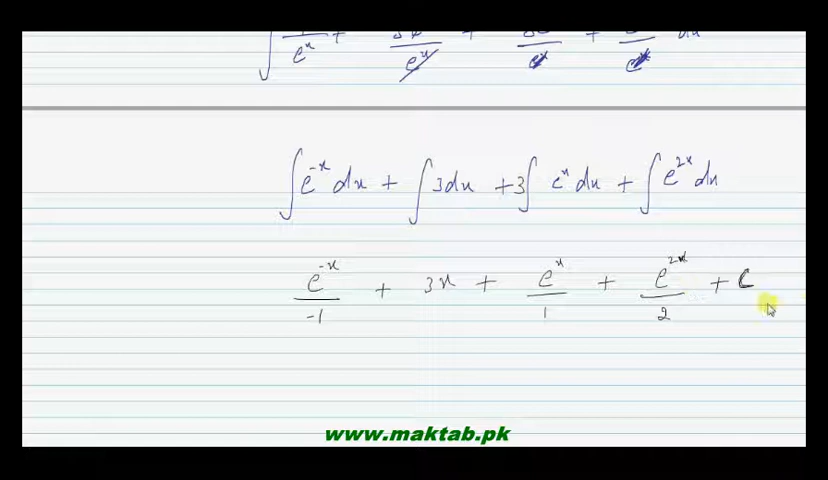 ∫e^-x dx + ∫3dx + 3∫e^x dx + ∫e^2x dx
e^-x/-1 + 3x + e^x/1 + e^2x/2 + c
www.maktab.pk